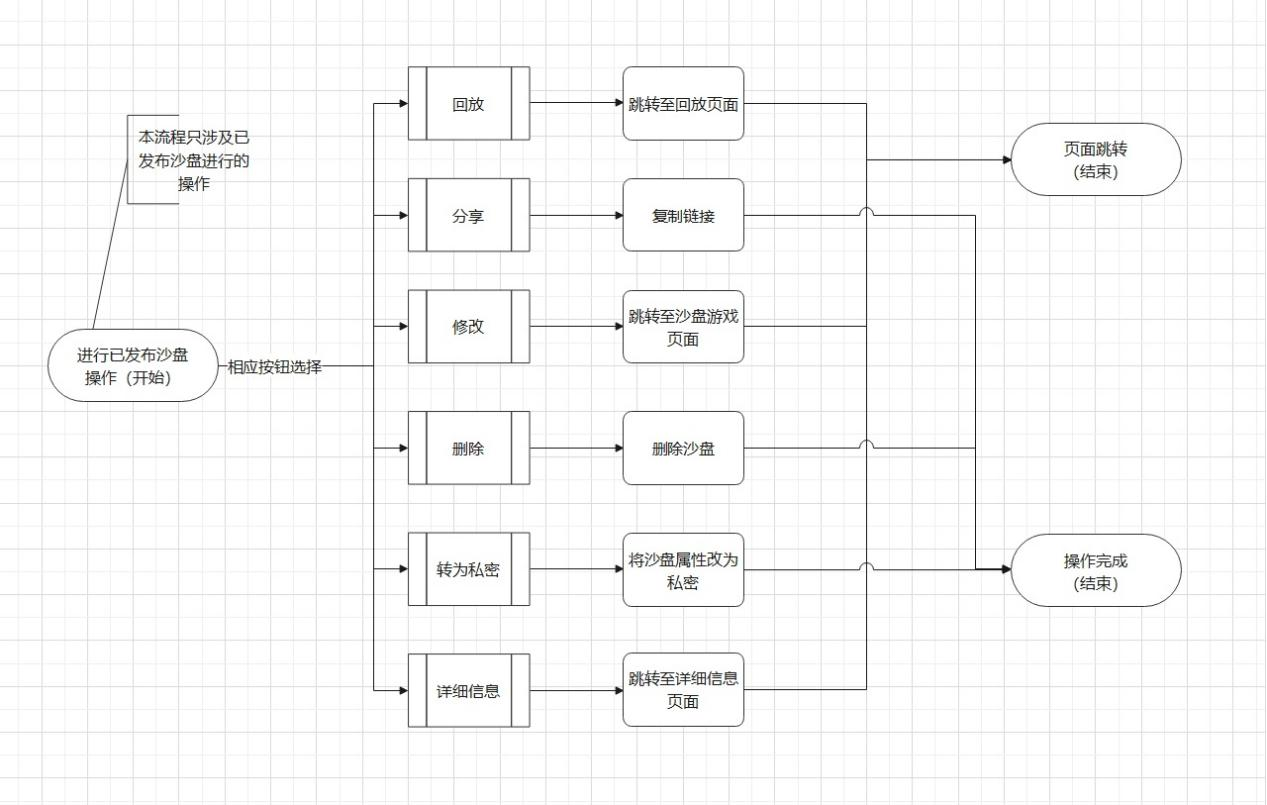 本流程只涉及已
发布沙盘进行的
操作
进行已发布沙盘
操作（开始）
相应按钮选择
回放
跳转至回放页面
分享
复制链接
修改
跳转至沙盘游戏
页面
删除
删除沙盘
转为私密
将沙盘属性改为
私密
详细信息
跳转至详细信息
页面
页面跳转
（结束）
操作完成
（结束）